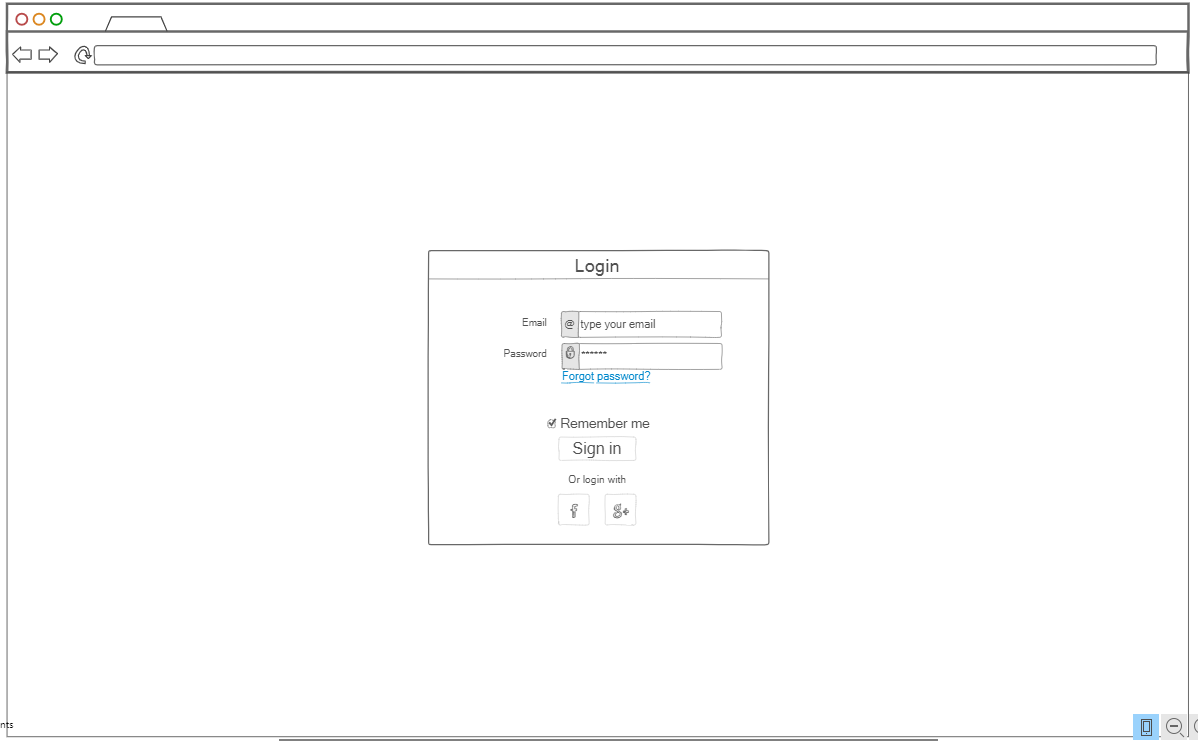 Login
Email
@ type your email
Password
******
Forgot password?
Remember me
Sign in
Or login with
f g+
nts